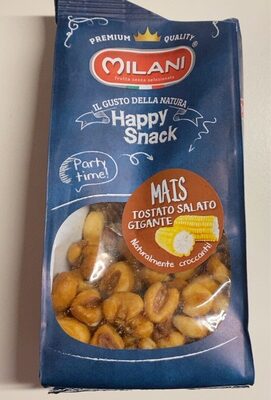 PREMIUM QUALITY
MILANI
frutta secca selezionata
IL GUSTO DELLA NATURA
Happy
Snack
Party
time!
MAIS
TOSTATO SALATO
GIGANTE
Naturalmente croccanti!